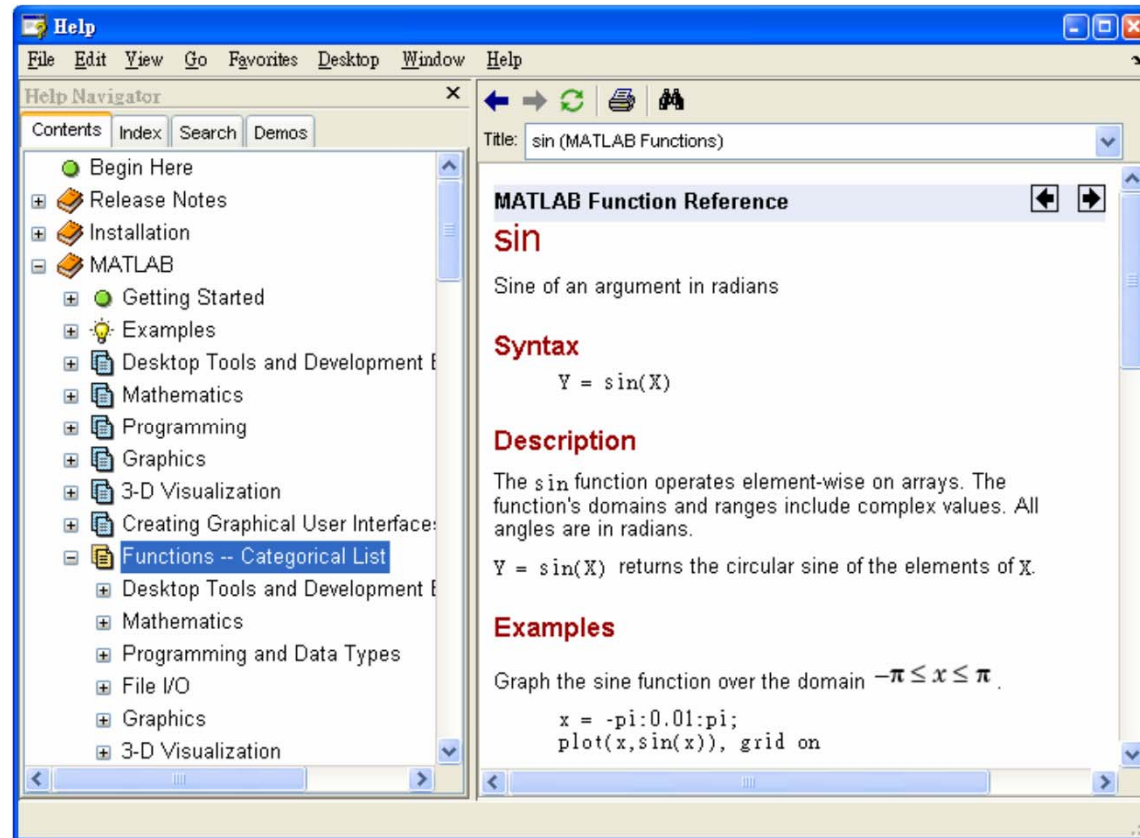 Help
File Edit View Go Favorites Desktop Window Help
Help Navigator
Contents Index Search Demos
Begin Here
Release Notes
Installation
MATLAB
Getting Started
Examples
Desktop Tools and Development E
Mathematics
Programming
Graphics
3-D Visualization
Creating Graphical User Interfaces
Functions -- Categorical List
Desktop Tools and Development E
Mathematics
Programming and Data Types
File I/O
Graphics
3-D Visualization
Title: sin (MATLAB Functions)
MATLAB Function Reference
sin
Sine of an argument in radians
Syntax
Y = sin(X)
Description
The sin function operates element-wise on arrays. The
function's domains and ranges include complex values. All
angles are in radians.
Y = sin(X) returns the circular sine of the elements of X.
Examples
Graph the sine function over the domain −π ≤ x ≤ π .
x = -pi:0.01:pi;
plot(x,sin(x)), grid on